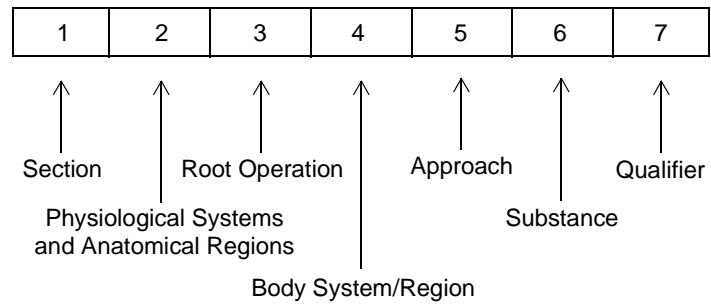 1 2 3 4 5 6 7
Section Root Operation Approach Qualifier
Physiological Systems
and Anatomical Regions
Substance
Body System/Region